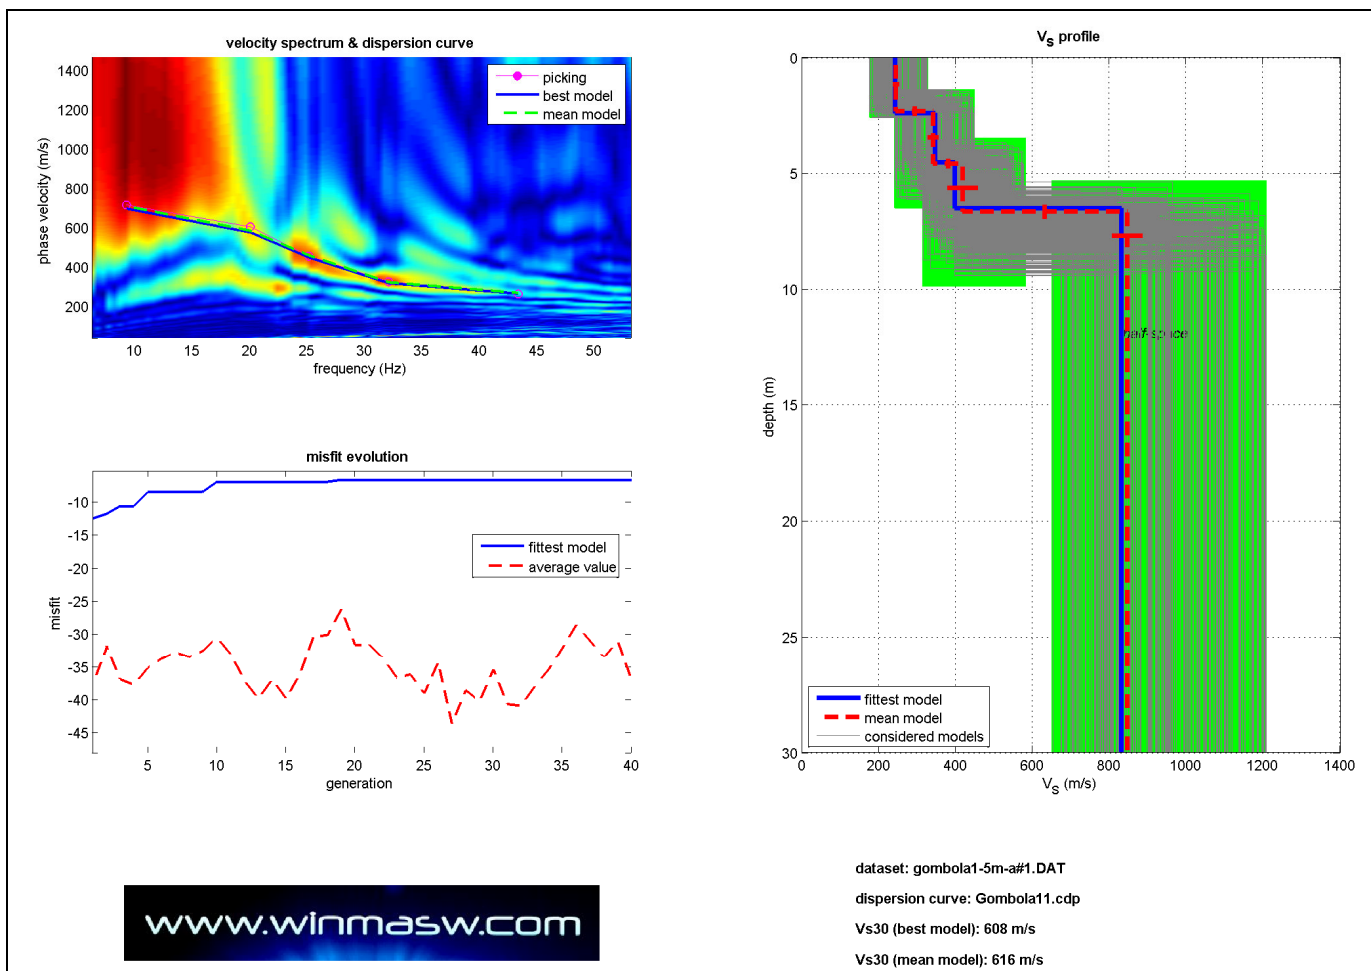 velocity spectrum & dispersion curve
1400
1200
1000
800
600
400
200
phase velocity (m/s)
picking
best model
mean model
10 15 20 25 30 35 40 45 50
frequency (Hz)
misfit evolution
-10
-15
-20
-25
-30
-35
-40
-45
misfit
fittest model
average value
5 10 15 20 25 30 35 40
generation
www.winmasw.com
VS profile
0
5
10
15
20
25
30
depth (m)
half-space
fittest model
mean model
considered models
0 200 400 600 800 1000 1200 1400
VS (m/s)
dataset: gombola1-5m-a#1.DAT
dispersion curve: Gombola11.cdp
Vs30 (best model): 608 m/s
Vs30 (mean model): 616 m/s